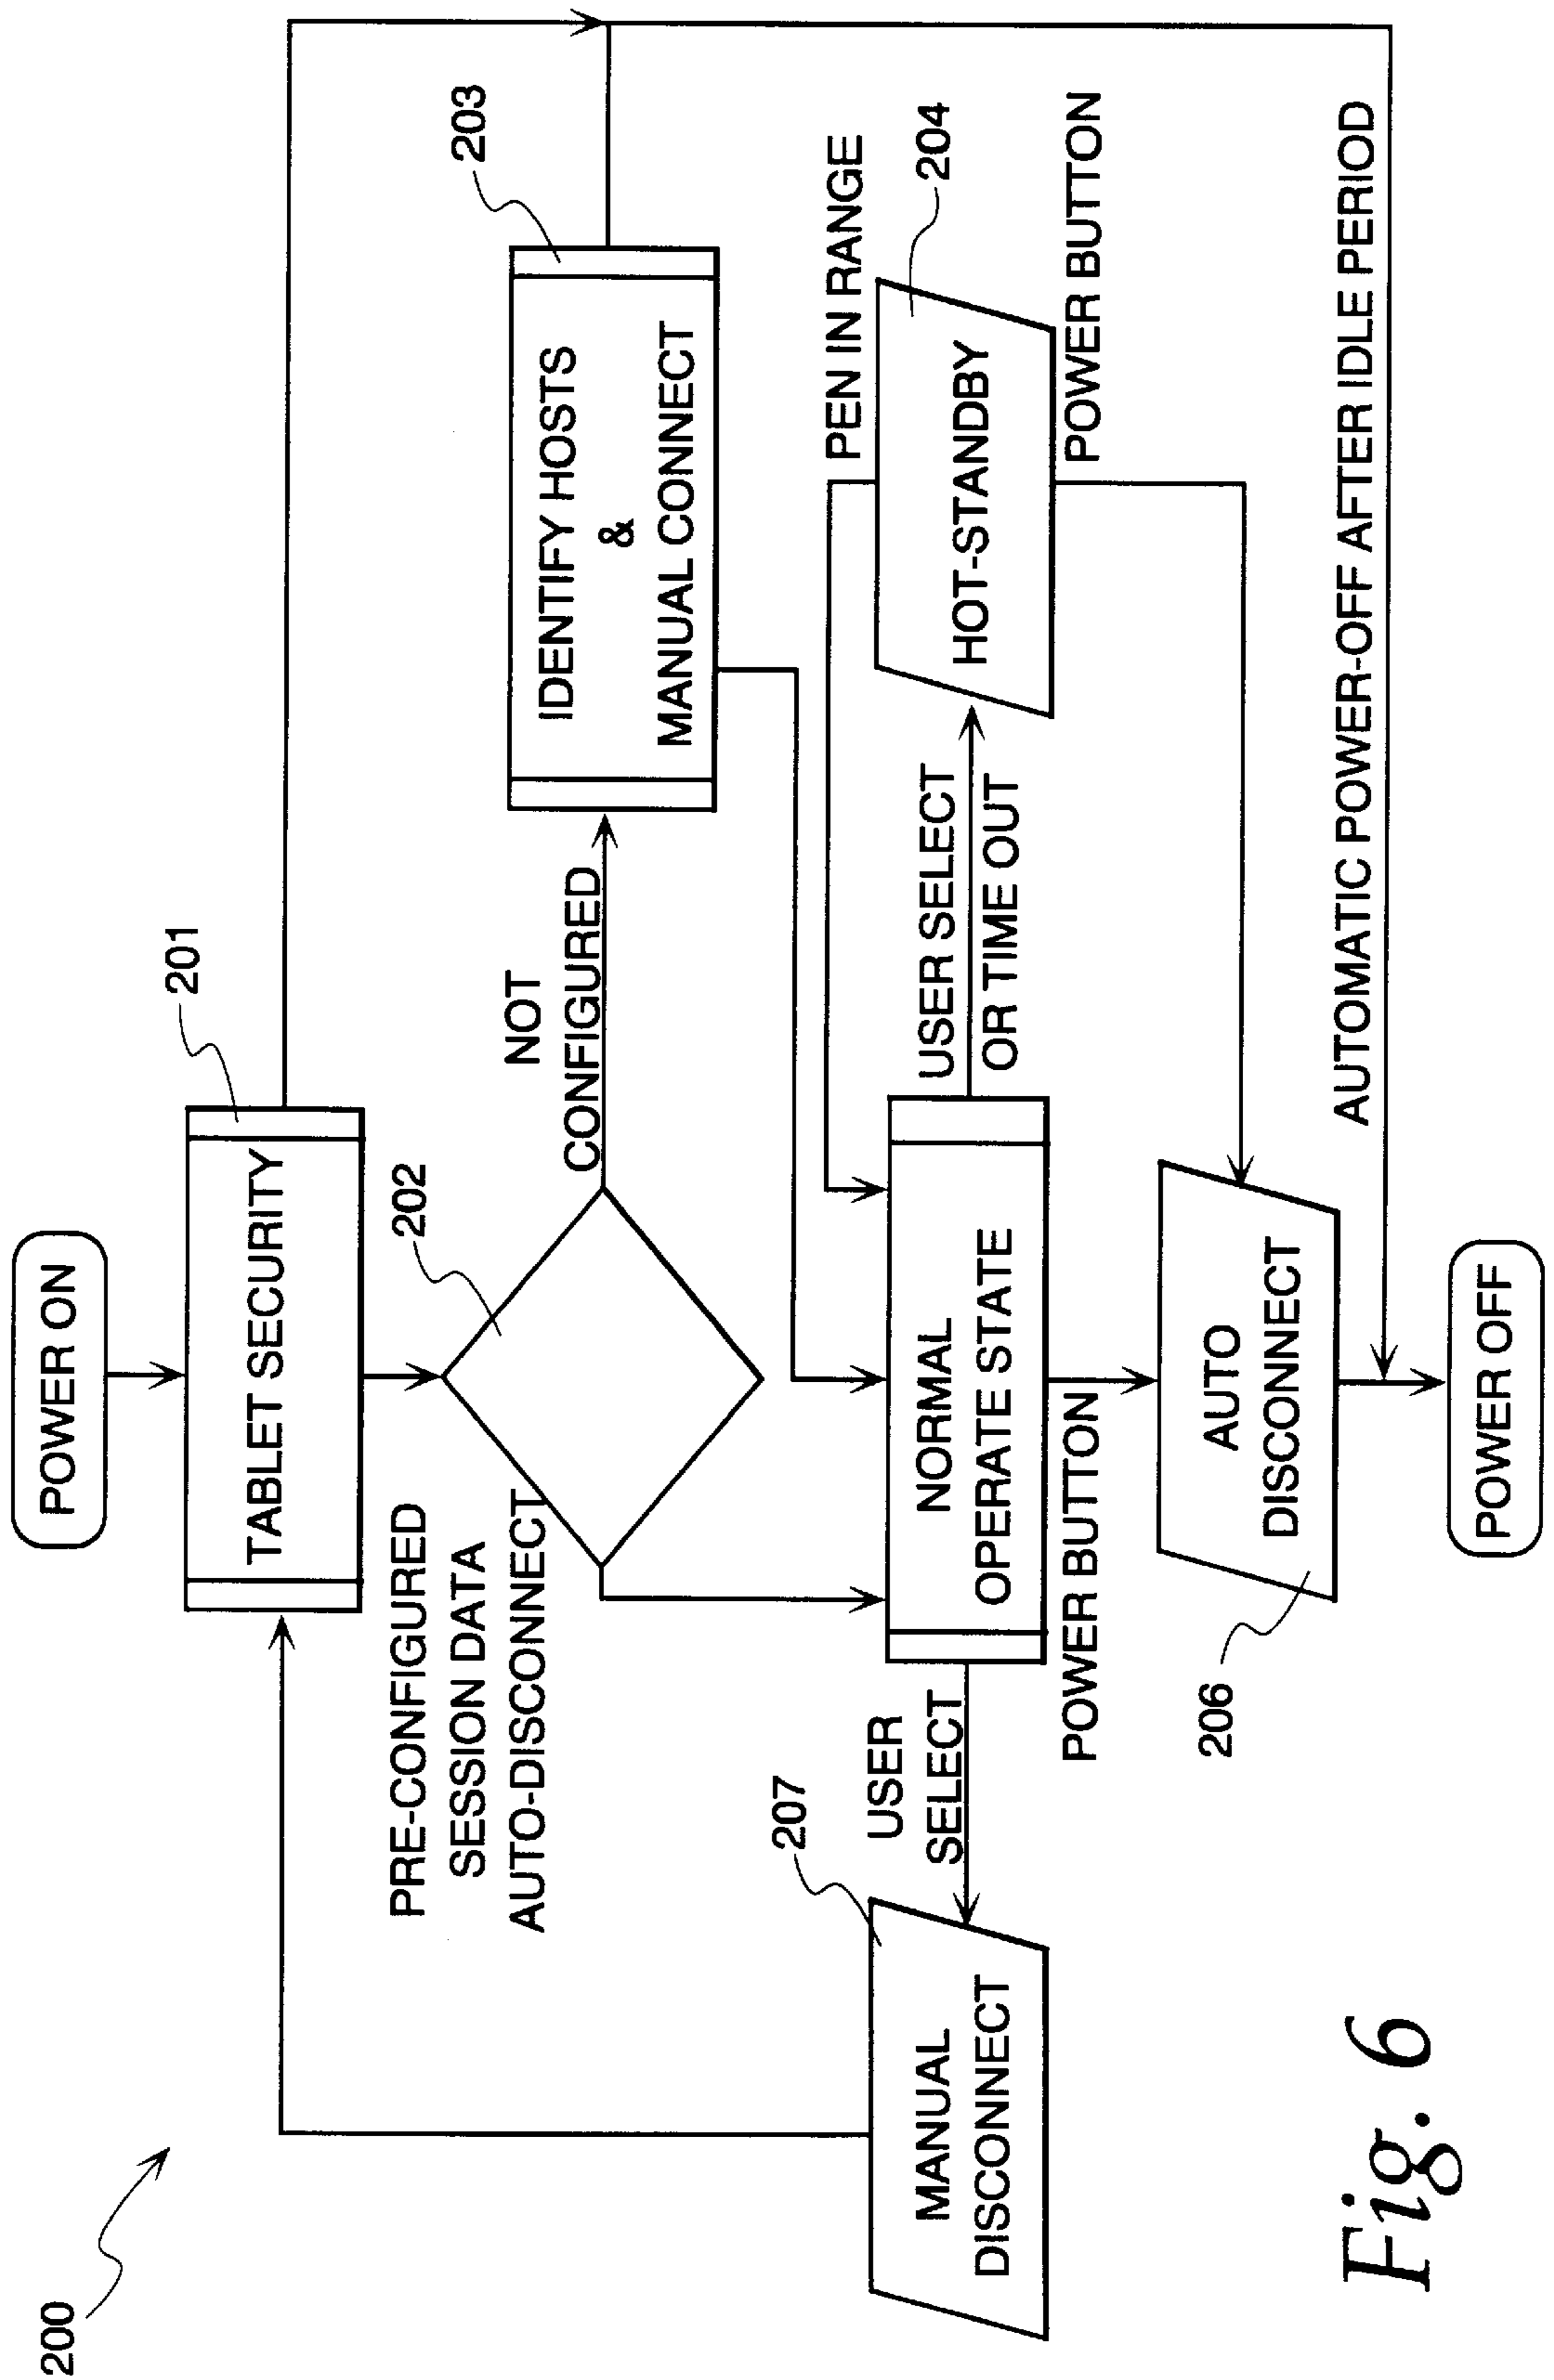 200
POWER ON
201
TABLET SECURITY
PRE-CONFIGURED
SESSION DATA
AUTO-DISCONNECT
202
NOT
CONFIGURED
203
IDENTIFY HOSTS
&
MANUAL CONNECT
207
USER
SELECT
MANUAL
DISCONNECT
NORMAL
OPERATE STATE
USER SELECT
OR TIME OUT
PEN IN RANGE
204
HOT-STANDBY
POWER BUTTON
POWER BUTTON
206
AUTO
DISCONNECT
AUTOMATIC POWER-OFF AFTER IDLE PERIOD
POWER OFF
Fig. 6